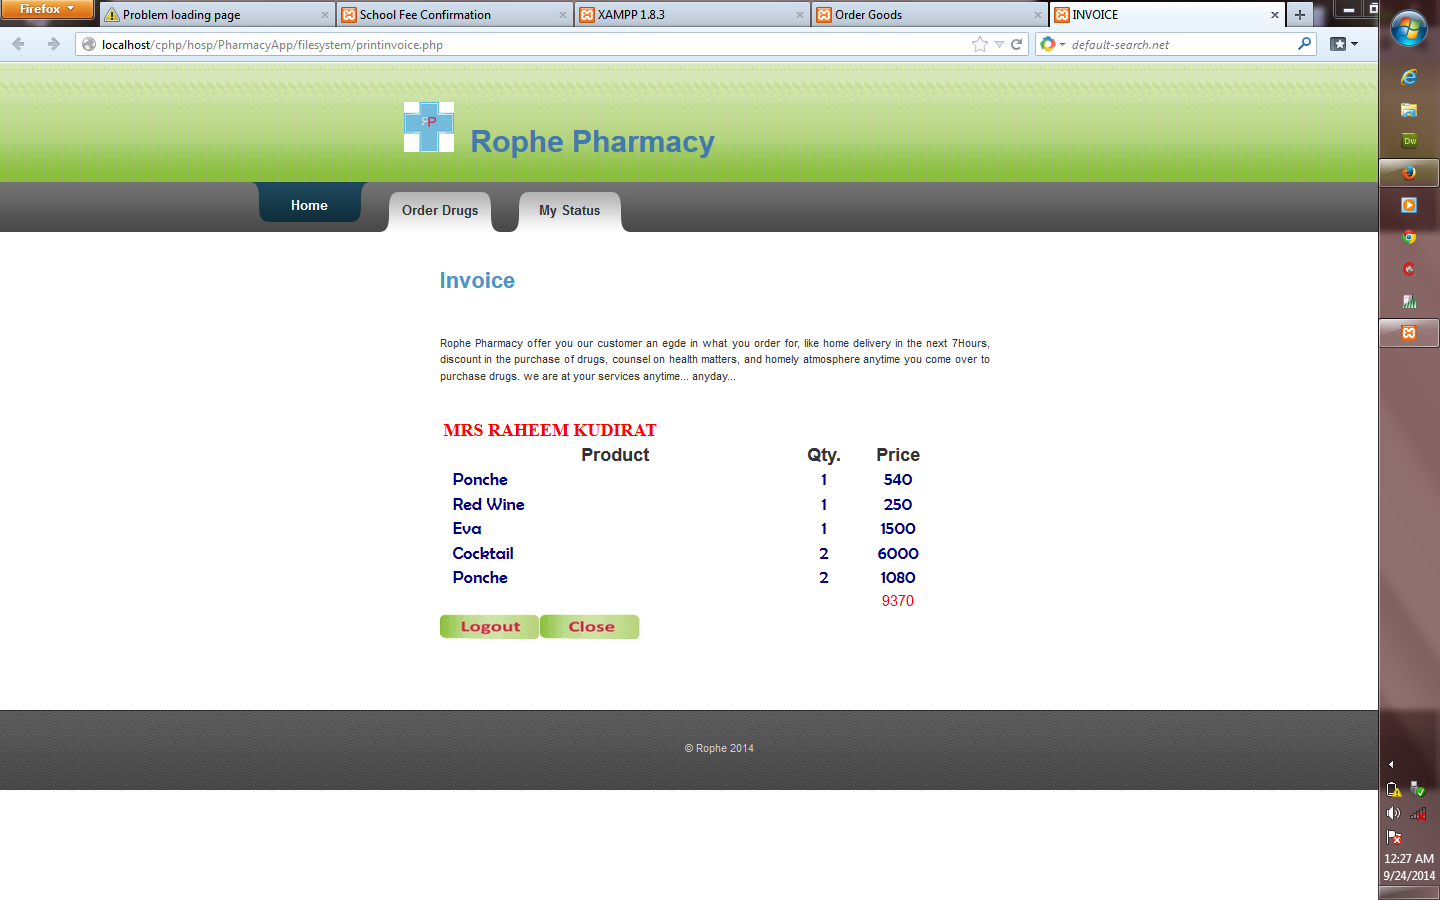 Firefox
Problem loading page
School Fee Confirmation
XAMPP 1.8.3
Order Goods
INVOICE
localhost/cphp/hosp/PharmacyApp/filesystem/printinvoice.php
default-search.net
RP
Rophe Pharmacy
Home
Order Drugs
My Status
Invoice
Rophe Pharmacy offer you our customer an egde in what you order for, like home delivery in the next 7Hours,
discount in the purchase of drugs, counsel on health matters, and homely atmosphere anytime you come over to
purchase drugs. we are at your services anytime... anyday...
MRS RAHEEM KUDIRAT
Product Qty. Price
Ponche 1 540
Red Wine 1 250
Eva 1 1500
Cocktail 2 6000
Ponche 2 1080
9370
Logout Close
© Rophe 2014
Dw
12:27 AM
9/24/2014